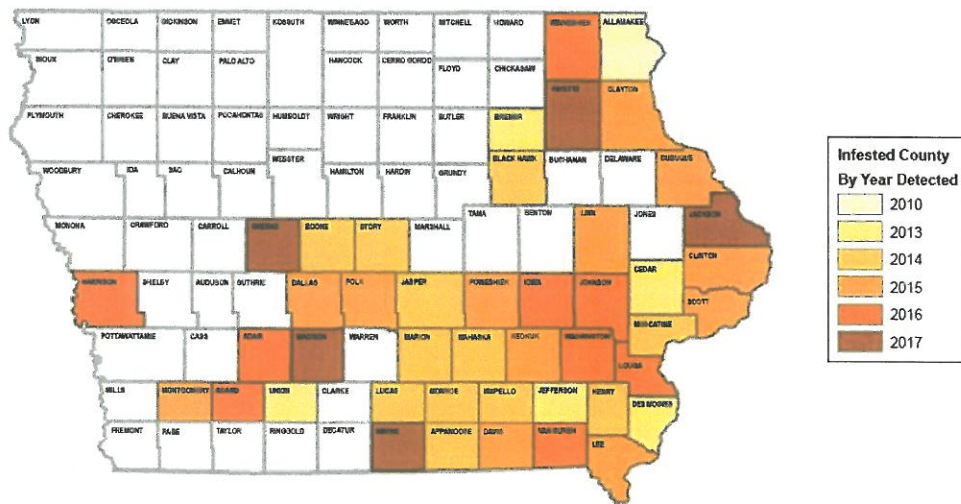 LYON OSCEOLA DICKINSON EMMET KOSSUTH WINNEBAGO WORTH MITCHELL HOWARD WINNESHIEK ALLAMAKEE
SIOUX O'BRIEN CLAY PALO ALTO HANCOCK CERRO GORDO FLOYD CHICKASAW
PLYMOUTH CHEROKEE BUENA VISTA POCAHONTAS HUMBOLDT WRIGHT FRANKLIN BUTLER BREMER FAYETTE CLAYTON
WOODBURY IDA SAC CALHOUN WEBSTER HAMILTON HARDIN GRUNDY BLACK HAWK BUCHANAN DELAWARE DUBUQUE
MONONA CRAWFORD CARROLL GREENE BOONE STORY MARSHALL TAMA BENTON LINN JONES JACKSON
HARRISON SHELBY AUDUBON GUTHRIE DALLAS POLK JASPER POWESHIEK IOWA JOHNSON CEDAR CLINTON
SCOTT
MUSCATINE
POTTAWATTAMIE CASS ADAIR MADISON WARREN MARION MAHASKA KEOKUK WASHINGTON LOUISA
MILLS MONTGOMERY ADAMS UNION CLARKE LUCAS MONROE WAPELLO JEFFERSON HENRY DES MOINES
FREMONT PAGE TAYLOR RINGGOLD DECATUR WAYNE APPANOOSE DAVIS VAN BUREN LEE
Infested County
By Year Detected
2010
2013
2014
2015
2016
2017